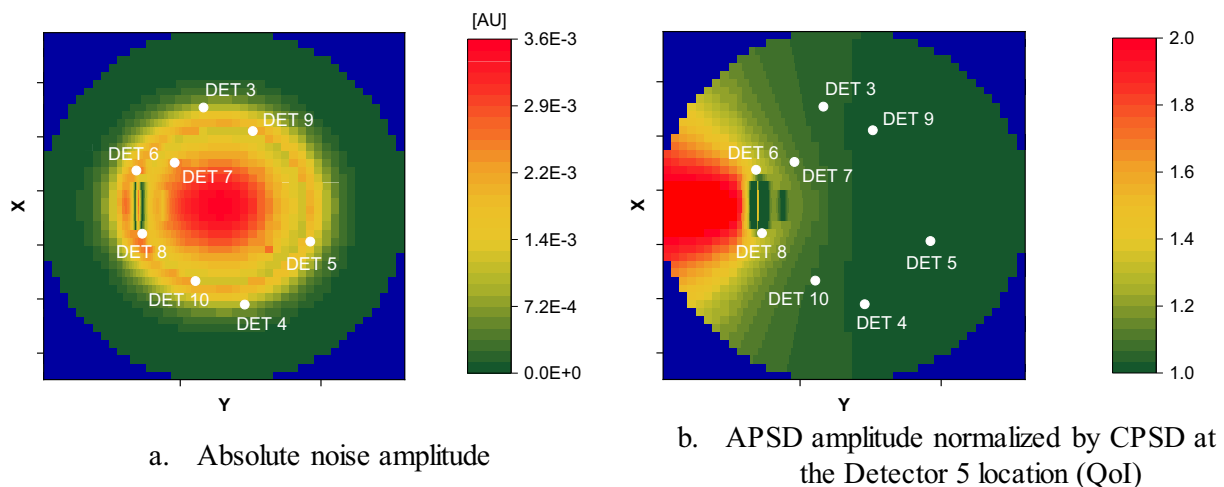 [AU]
3.6E-3
2.9E-3
2.2E-3
1.4E-3
7.2E-4
0.0E+0
DET 3
DET 9
DET 6
DET 7
DET 8
DET 5
DET 10
DET 4
X
Y
2.0
1.8
1.6
1.4
1.2
1.0
DET 3
DET 9
DET 6
DET 7
DET 8
DET 5
DET 10
DET 4
X
Y
a. Absolute noise amplitude
b. APSD amplitude normalized by CPSD at
the Detector 5 location (QoI)